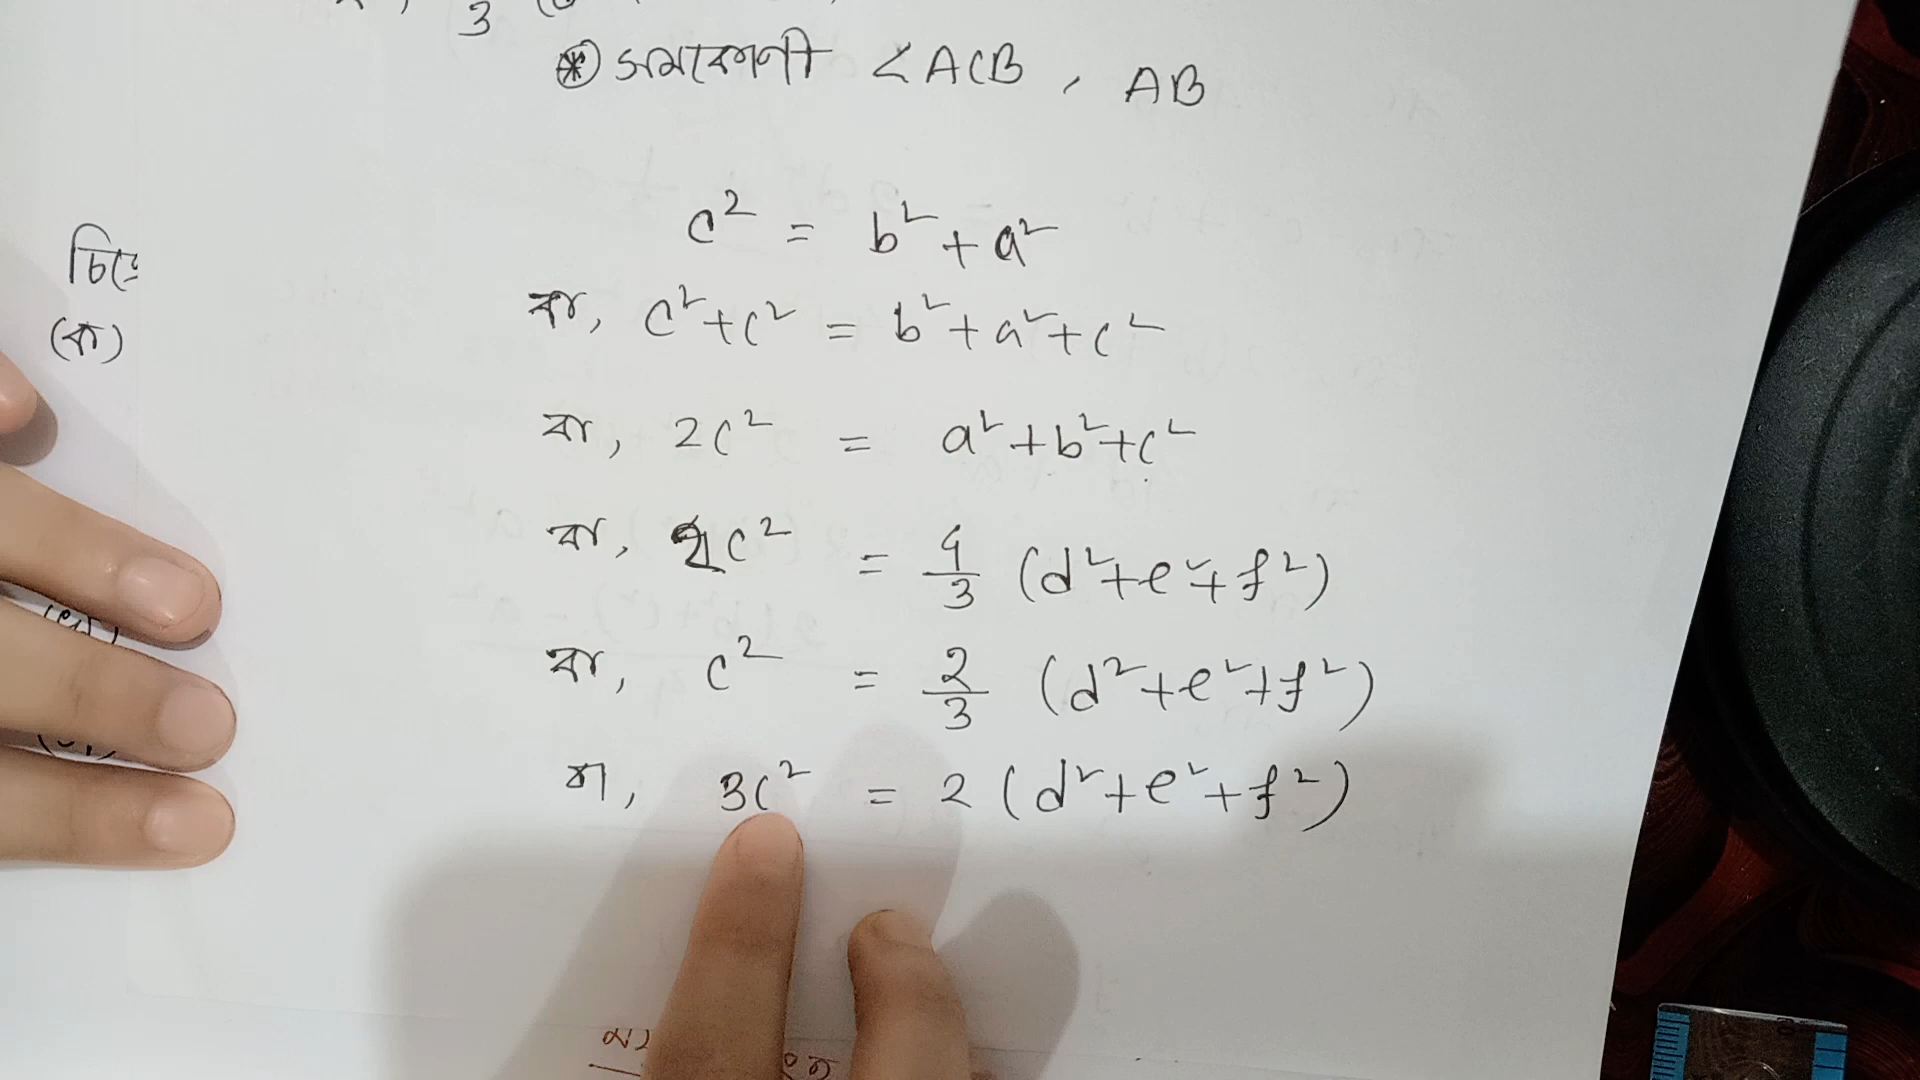 3
⊛ সমকোণী <ACB, AB
c² = b² + a²
চিত্রে
বা, c² + c² = b² + a² + c²
(ক)
বা, 2c² = a² + b² + c²
বা, 2c² = 4/3 (d² + e² + f²)
বা, c² = 2/3 (d² + e² + f²)
বা, 3c² = 2 (d² + e² + f²)